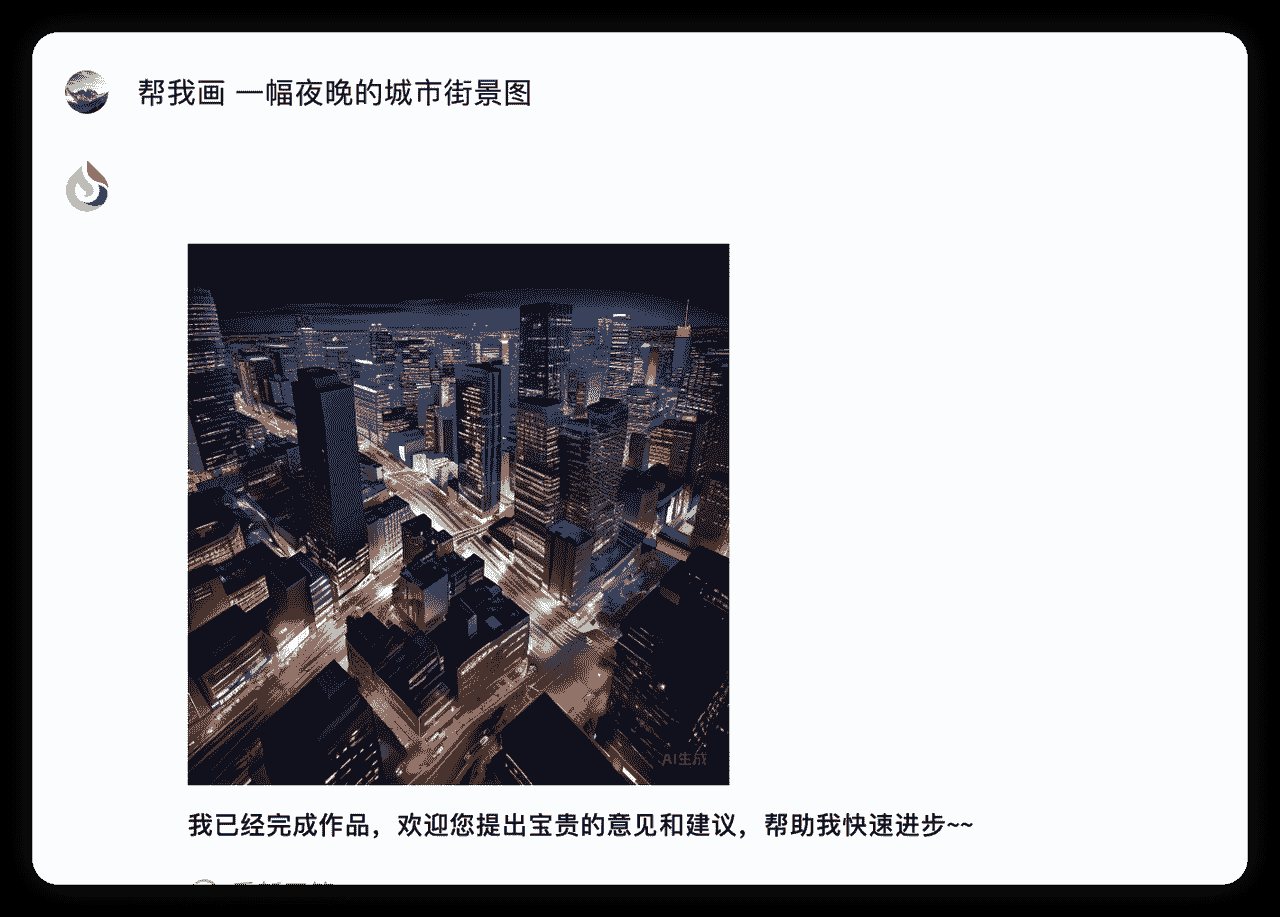 帮我画 一幅夜晚的城市街景图
AI生成
我已经完成作品，欢迎您提出宝贵的意见和建议，帮助我快速进步~~